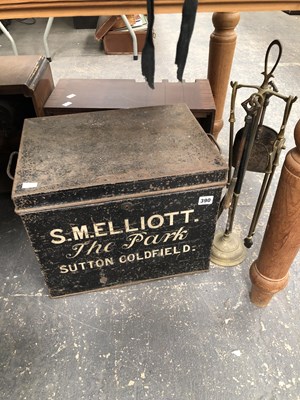 390
S.M.ELLIOTT.
The Park
SUTTON COLDFIELD.